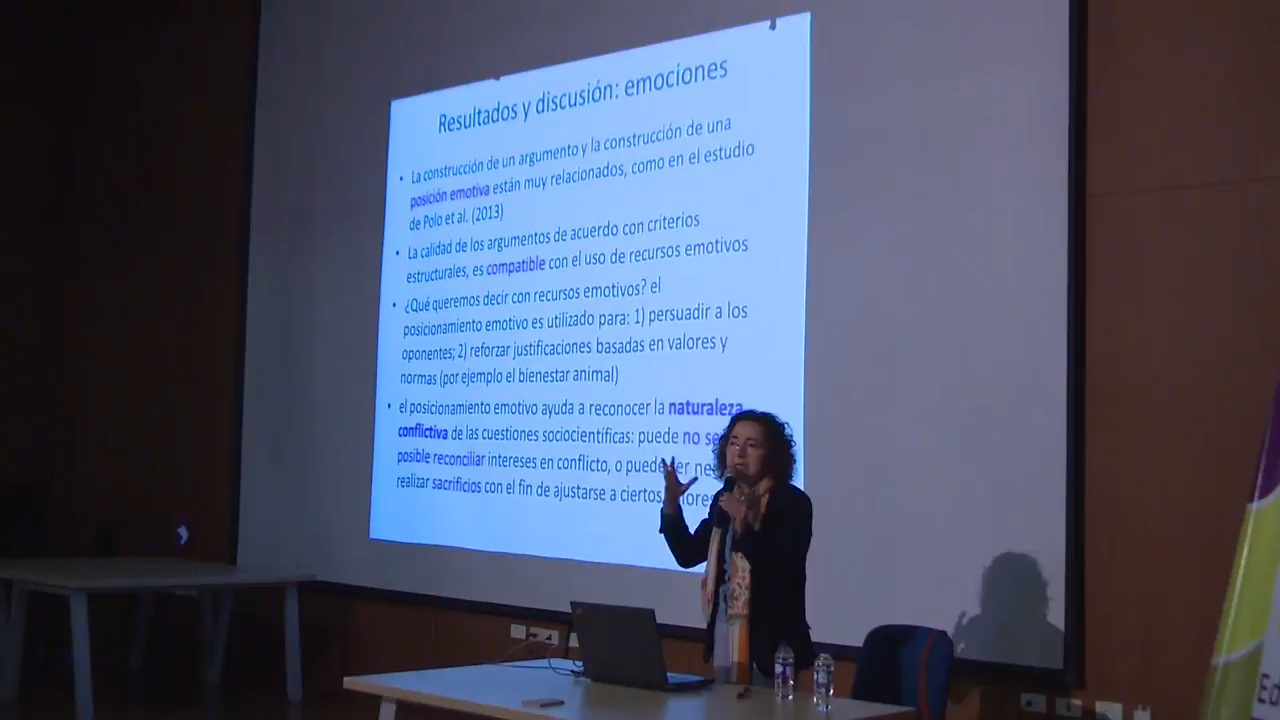 Resultados y discusión: emociones
• La construcción de un argumento y la construcción de una
posición emotiva están muy relacionados, como en el estudio
de Polo et al. (2013)
• La calidad de los argumentos de acuerdo con criterios
estructurales, es compatible con el uso de recursos emotivos
• ¿Qué queremos decir con recursos emotivos? el
posicionamiento emotivo es utilizado para: 1) persuadir a los
oponentes; 2) reforzar justificaciones basadas en valores y
normas (por ejemplo el bienestar animal)
• el posicionamiento emotivo ayuda a reconocer la naturaleza
conflictiva de las cuestiones sociocientíficas: puede no
posible reconciliar intereses en conflicto, o puede
realizar sacrificios con el fin de ajustarse a ciertos